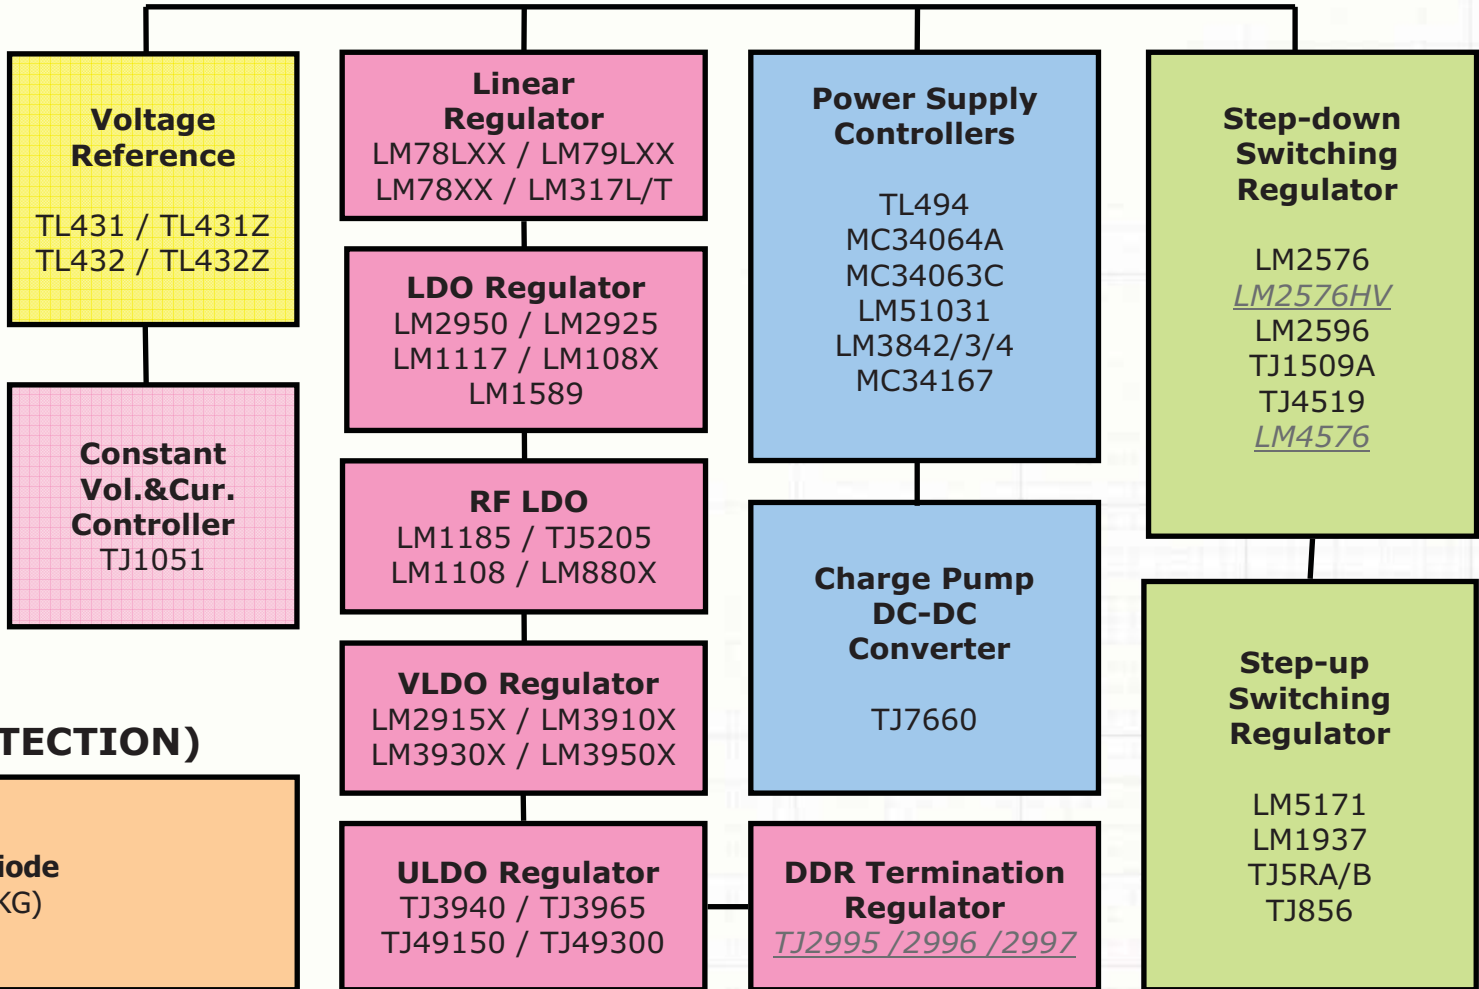 Voltage
Reference
TL431 / TL431Z
TL432 / TL432Z
Constant
Vol.&Cur.
Controller
TJ1051
TECTION)
iode
KG)
Linear
Regulator
LM78LXX / LM79LXX
LM78XX / LM317L/T
LDO Regulator
LM2950 / LM2925
LM1117 / LM108X
LM1589
RF LDO
LM1185 / TJ5205
LM1108 / LM880X
VLDO Regulator
LM2915X / LM3910X
LM3930X / LM3950X
ULDO Regulator
TJ3940 / TJ3965
TJ49150 / TJ49300
Power Supply
Controllers
TL494
MC34064A
MC34063C
LM51031
LM3842/3/4
MC34167
Charge Pump
DC-DC
Converter
TJ7660
DDR Termination
Regulator
TJ2995 /2996 /2997
Step-down
Switching
Regulator
LM2576
LM2576HV
LM2596
TJ1509A
TJ4519
LM4576
Step-up
Switching
Regulator
LM5171
LM1937
TJ5RA/B
TJ856